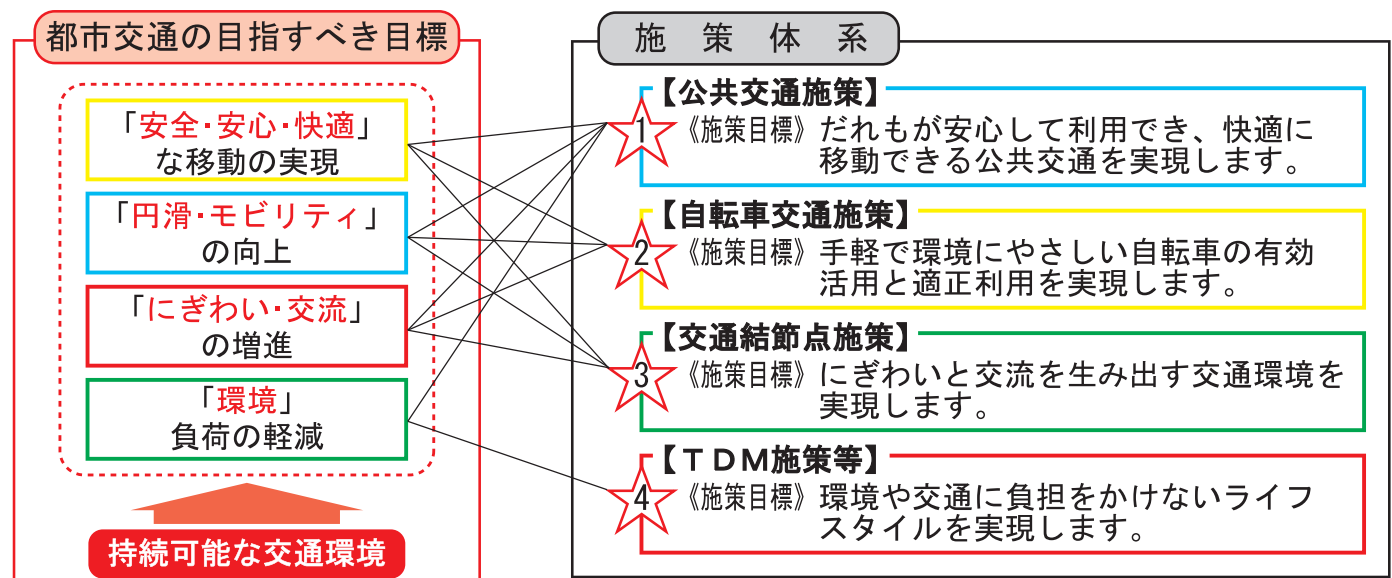 都市交通の目指すべき目標
「安全・安心・快適」
な移動の実現
「円滑・モビリティ」
の向上
「にぎわい・交流」
の増進
「環境」
負荷の軽減
持続可能な交通環境
施策体系
【公共交通施策】
1
《施策目標》だれもが安心して利用でき、快適に
移動できる公共交通を実現します。
【自転車交通施策】
2
《施策目標》手軽で環境にやさしい自転車の有効
活用と適正利用を実現します。
【交通結節点施策】
3
《施策目標》にぎわいと交流を生み出す交通環境を
実現します。
【TDM施策等】
4
《施策目標》環境や交通に負担をかけないライフ
スタイルを実現します。